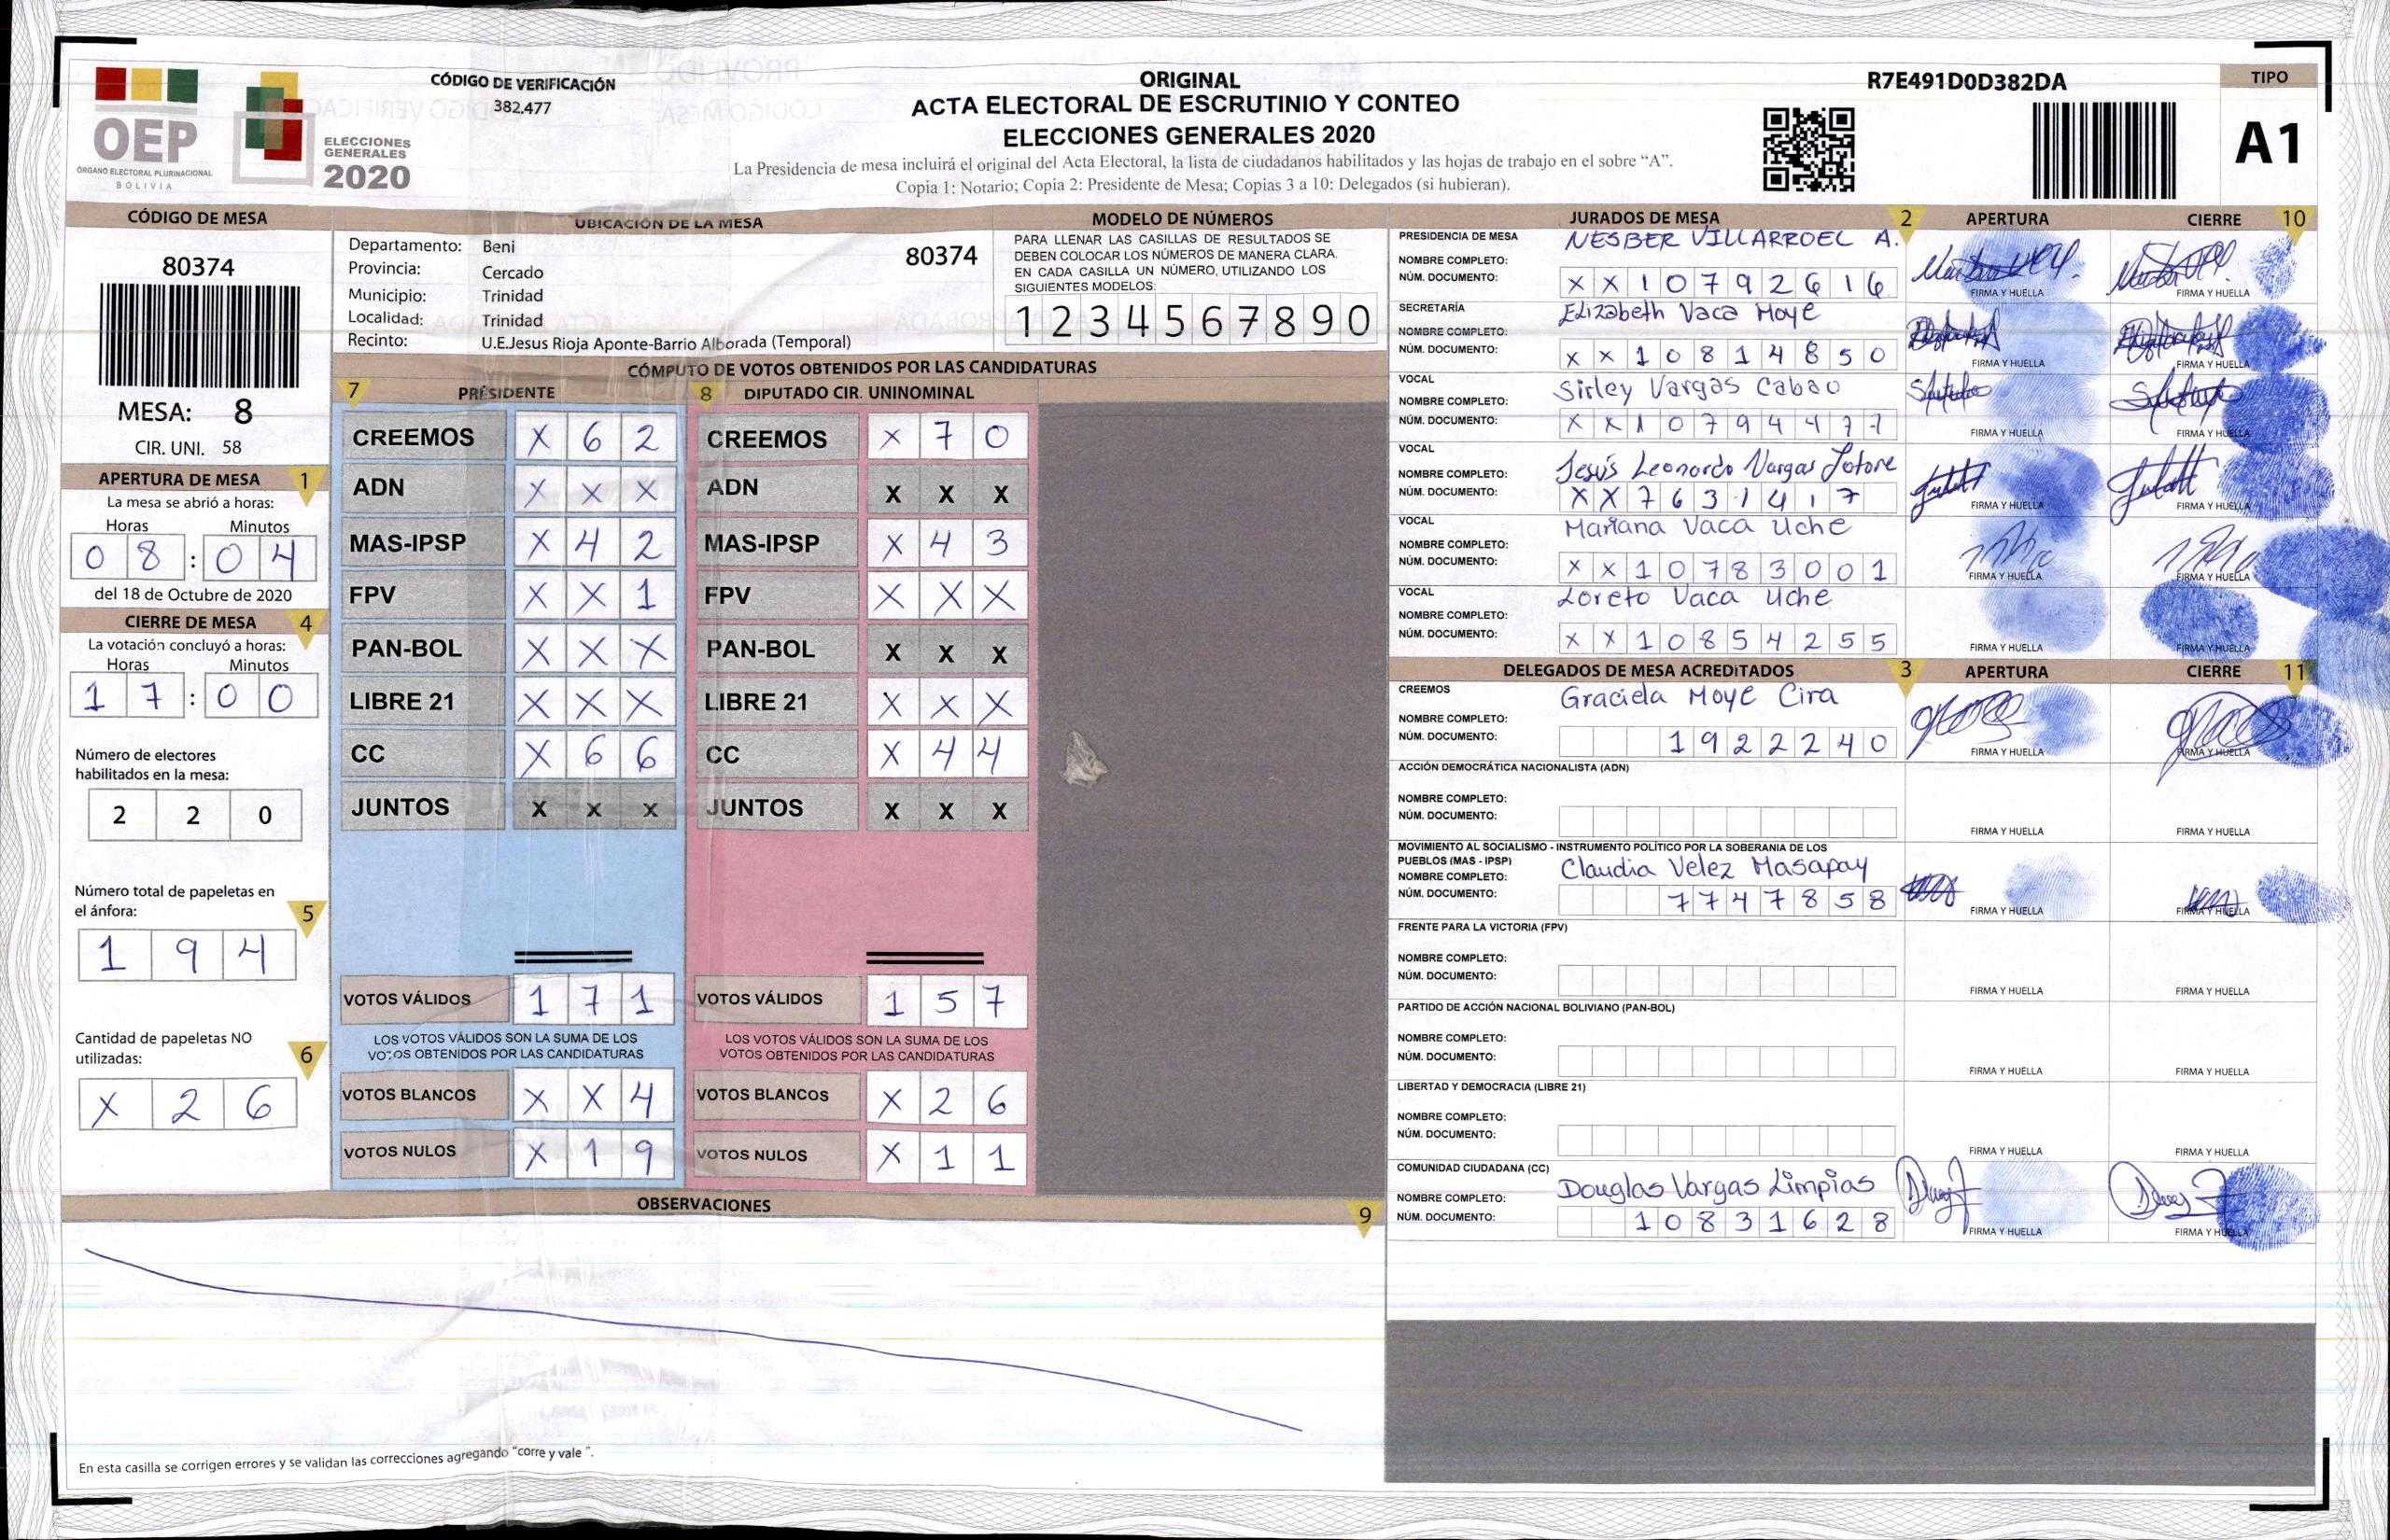 OEP
ÓRGANO ELECTORAL PLURINACIONAL
BOLIVIA
ELECCIONES
GENERALES
2020
CÓDIGO DE VERIFICACIÓN
382.477
ORIGINAL
ACTA ELECTORAL DE ESCRUTINIO Y CONTEO
ELECCIONES GENERALES 2020
La Presidencia de mesa incluirá el original del Acta Electoral, la lista de ciudadanos habilitados y las hojas de trabajo en el sobre “A”.
Copia 1: Notario; Copia 2: Presidente de Mesa; Copias 3 a 10: Delegados (si hubieran).
R7E491D0D382DA
TIPO
A1
CÓDIGO DE MESA
80374
MESA: 8
CIR. UNI. 58
APERTURA DE MESA 1
La mesa se abrió a horas:
Horas Minutos
0 8 : 0 4
del 18 de Octubre de 2020
CIERRE DE MESA 4
La votación concluyó a horas:
Horas Minutos
1 7 : 0 0
Número de electores
habilitados en la mesa:
2 2 0
Número total de papeletas en
el ánfora: 5
1 9 4
Cantidad de papeletas NO
utilizadas: 6
X 2 6
UBICACIÓN DE LA MESA
Departamento: Beni
80374
Provincia: Cercado
Municipio: Trinidad
Localidad: Trinidad
Recinto: U.E.Jesus Rioja Aponte-Barrio Alborada (Temporal)
MODELO DE NÚMEROS
PARA LLENAR LAS CASILLAS DE RESULTADOS SE
DEBEN COLOCAR LOS NÚMEROS DE MANERA CLARA.
EN CADA CASILLA UN NÚMERO, UTILIZANDO LOS
SIGUIENTES MODELOS:
1 2 3 4 5 6 7 8 9 0
CÓMPUTO DE VOTOS OBTENIDOS POR LAS CANDIDATURAS
7 PRESIDENTE 8 DIPUTADO CIR. UNINOMINAL
CREEMOS X 6 2 CREEMOS X 7 0
ADN X X X ADN X X X
MAS-IPSP X 4 2 MAS-IPSP X 4 3
FPV X X 1 FPV X X X
PAN-BOL X X X PAN-BOL X X X
LIBRE 21 X X X LIBRE 21 X X X
CC X 6 6 CC X 4 4
JUNTOS X X X JUNTOS X X X
VOTOS VÁLIDOS 1 7 1 VOTOS VÁLIDOS 1 5 7
LOS VOTOS VÁLIDOS SON LA SUMA DE LOS LOS VOTOS VÁLIDOS SON LA SUMA DE LOS
VOTOS OBTENIDOS POR LAS CANDIDATURAS VOTOS OBTENIDOS POR LAS CANDIDATURAS
VOTOS BLANCOS X X 4 VOTOS BLANCOS X 2 6
VOTOS NULOS X 1 9 VOTOS NULOS X 1 1
OBSERVACIONES 9
En esta casilla se corrigen errores y se validan las correcciones agregando “corre y vale ”.
JURADOS DE MESA 2 APERTURA CIERRE 10
PRESIDENCIA DE MESA NESBER VILLARROEL A.
NOMBRE COMPLETO:
NÚM. DOCUMENTO: X X 1 0 7 9 2 6 1 6 FIRMA Y HUELLA FIRMA Y HUELLA
SECRETARÍA Elizabeth Vaca Moye
NOMBRE COMPLETO:
NÚM. DOCUMENTO: X X 1 0 8 1 4 8 5 0 FIRMA Y HUELLA FIRMA Y HUELLA
VOCAL Sirley Vargas Cabao
NOMBRE COMPLETO:
NÚM. DOCUMENTO: X X 1 0 7 9 4 4 7 7 FIRMA Y HUELLA FIRMA Y HUELLA
VOCAL
NOMBRE COMPLETO: Jesús Leonardo Vargas
NÚM. DOCUMENTO: X X 7 6 3 1 4 1 7 FIRMA Y HUELLA FIRMA Y HUELLA
VOCAL Mariana Vaca Uche
NOMBRE COMPLETO:
NÚM. DOCUMENTO: X X 1 0 7 8 3 0 0 1 FIRMA Y HUELLA FIRMA Y HUELLA
VOCAL Loreto Vaca Uche
NOMBRE COMPLETO:
NÚM. DOCUMENTO: X X 1 0 8 5 4 2 5 5 FIRMA Y HUELLA FIRMA Y HUELLA
DELEGADOS DE MESA ACREDITADOS 3 APERTURA CIERRE 11
CREEMOS Graciela Moye Cira
NOMBRE COMPLETO:
NÚM. DOCUMENTO: 1 9 2 2 2 4 0 FIRMA Y HUELLA FIRMA Y HUELLA
ACCIÓN DEMOCRÁTICA NACIONALISTA (ADN)
NOMBRE COMPLETO:
NÚM. DOCUMENTO: FIRMA Y HUELLA FIRMA Y HUELLA
MOVIMIENTO AL SOCIALISMO - INSTRUMENTO POLÍTICO POR LA SOBERANIA DE LOS
PUEBLOS (MAS - IPSP) Claudia Velez Masapay
NOMBRE COMPLETO:
NÚM. DOCUMENTO: 7 7 4 7 8 5 8 FIRMA Y HUELLA FIRMA Y HUELLA
FRENTE PARA LA VICTORIA (FPV)
NOMBRE COMPLETO:
NÚM. DOCUMENTO: FIRMA Y HUELLA FIRMA Y HUELLA
PARTIDO DE ACCIÓN NACIONAL BOLIVIANO (PAN-BOL)
NOMBRE COMPLETO:
NÚM. DOCUMENTO: FIRMA Y HUELLA FIRMA Y HUELLA
LIBERTAD Y DEMOCRACIA (LIBRE 21)
NOMBRE COMPLETO:
NÚM. DOCUMENTO: FIRMA Y HUELLA FIRMA Y HUELLA
COMUNIDAD CIUDADANA (CC) Douglas Vargas Limpias
NOMBRE COMPLETO:
NÚM. DOCUMENTO: 1 0 8 3 1 6 2 8 FIRMA Y HUELLA FIRMA Y HUELLA